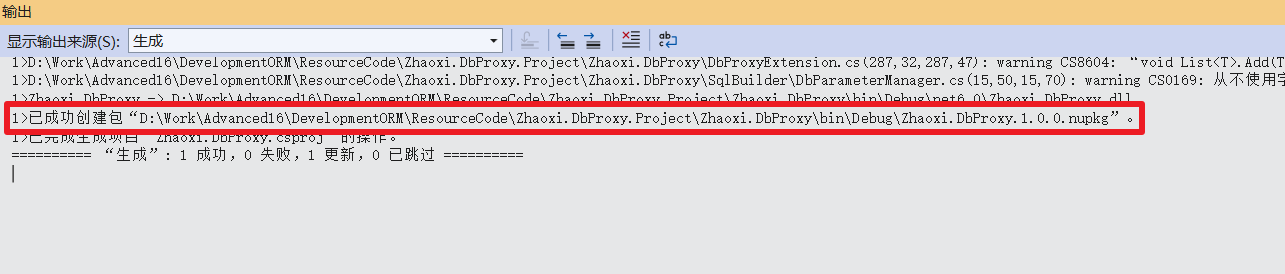 输出
显示输出来源(S): 生成
1>D:\Work\Advanced16\DevelopmentORM\ResourceCode\Zhaoxi.DbProxy.Project\Zhaoxi.DbProxy\DbProxyExtension.cs(287,32,287,47): warning CS8604: “void List<T>.Add(T
1>D:\Work\Advanced16\DevelopmentORM\ResourceCode\Zhaoxi.DbProxy.Project\Zhaoxi.DbProxy\SqlBuilder\DbParameterManager.cs(15,50,15,70): warning CS0169: 从不使用字
1>Zhaoxi.DbProxy -> D:\Work\Advanced16\DevelopmentORM\ResourceCode\Zhaoxi.DbProxy.Project\Zhaoxi.DbProxy\bin\Debug\net6.0\Zhaoxi.DbProxy.dll
1>已成功创建包“D:\Work\Advanced16\DevelopmentORM\ResourceCode\Zhaoxi.DbProxy.Project\Zhaoxi.DbProxy\bin\Debug\Zhaoxi.DbProxy.1.0.0.nupkg”。
1>已完成生成项目“Zhaoxi.DbProxy.csproj”的操作。
========== “生成”: 1 成功，0 失败，1 更新，0 已跳过 ==========